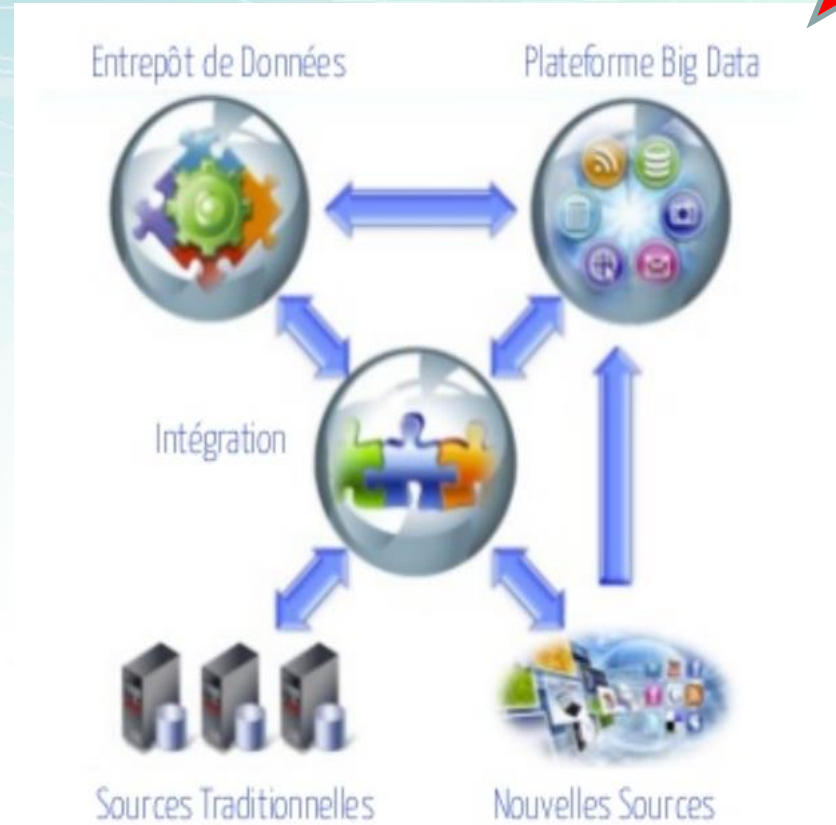 Entrepôt de Données
Plateforme Big Data
Intégration
Sources Traditionnelles
Nouvelles Sources